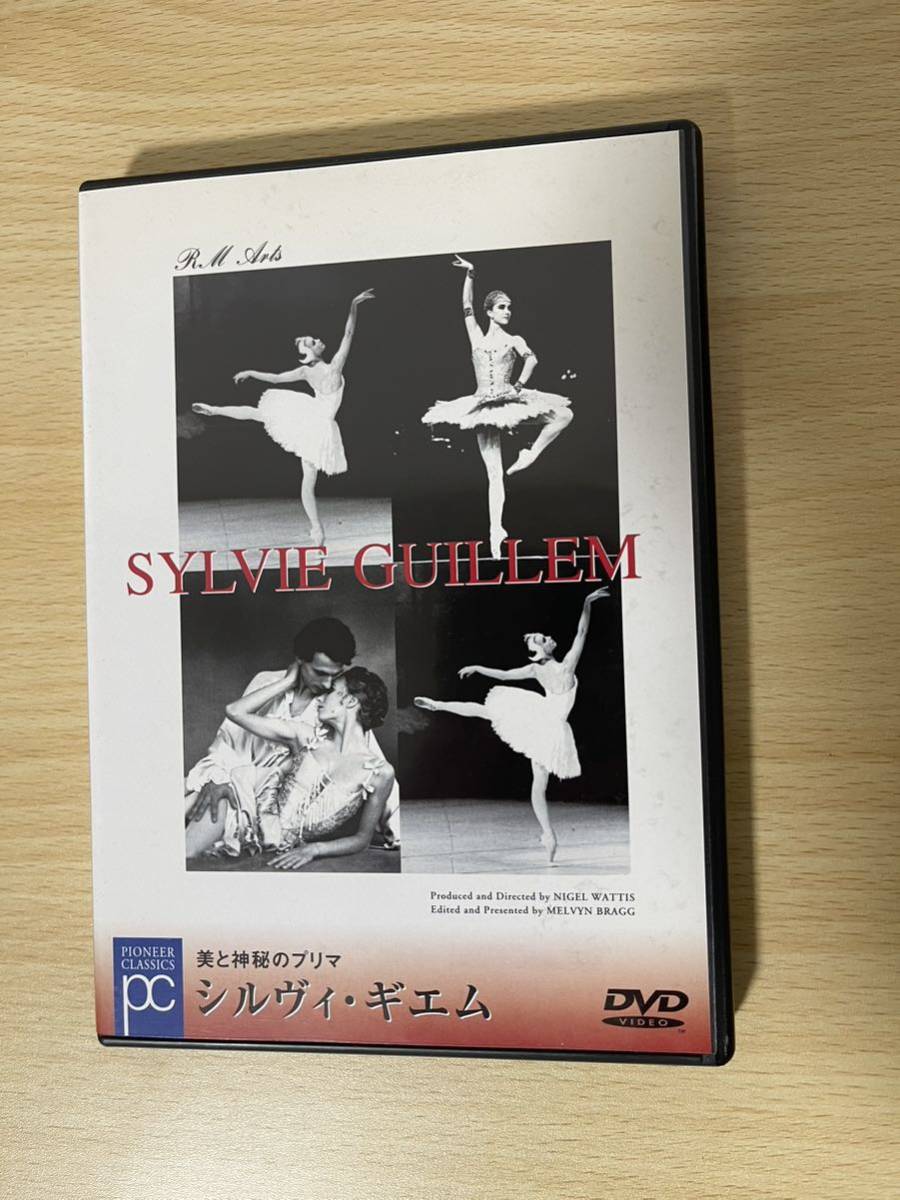 RM Arts
SYLVIE GUILLEM
Produced and Directed by NIGEL WATTIS
Edited and Presented by MELVYN BRAGG
PIONEER
CLASSICS
pc
美と神秘のプリマ
シルヴィ・ギエム
DVD
VIDEO
TM